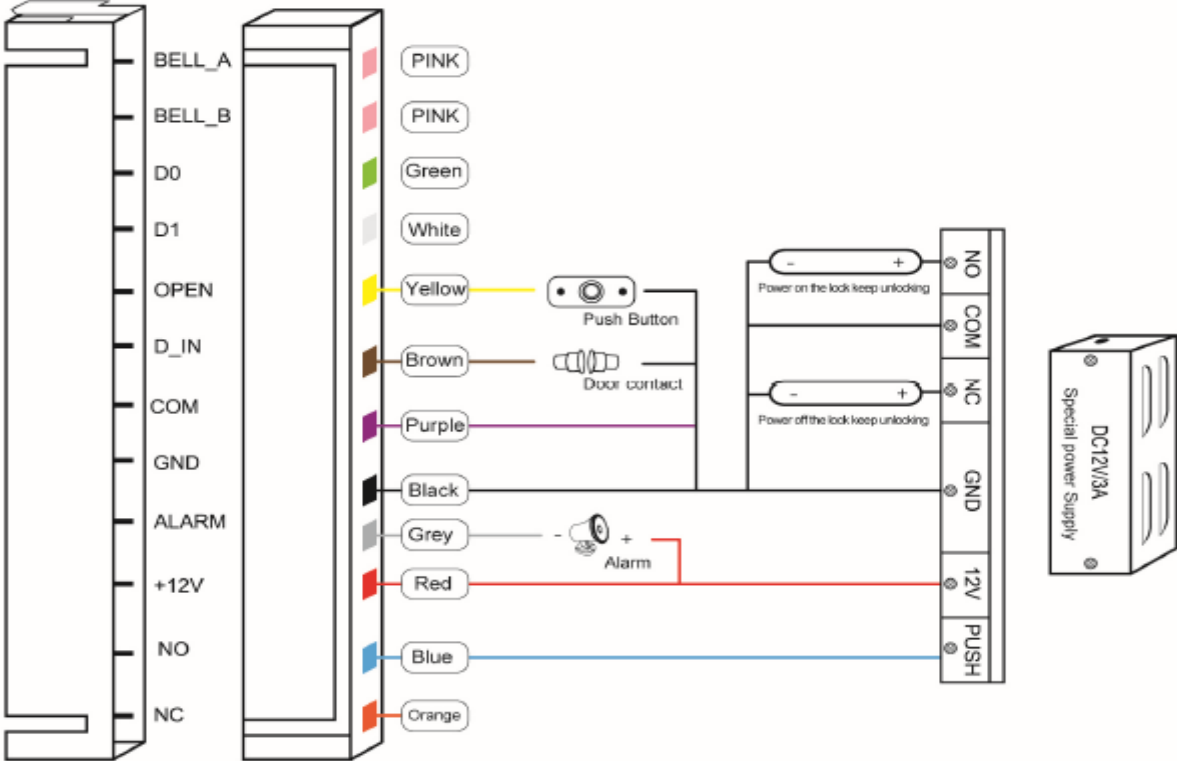 BELL_A
BELL_B
D0
D1
OPEN
D_IN
COM
GND
ALARM
+12V
NO
NC
PINK
PINK
Green
White
Yellow
Brown
Purple
Black
Grey
Red
Blue
Orange
Push Button
Door contact
- +
Alarm
- +
Power on the lock keep unlocking
- +
Power off the lock keep unlocking
NO
COM
NC
GND
12V
PUSH
DC12V/3A
Special power Supply